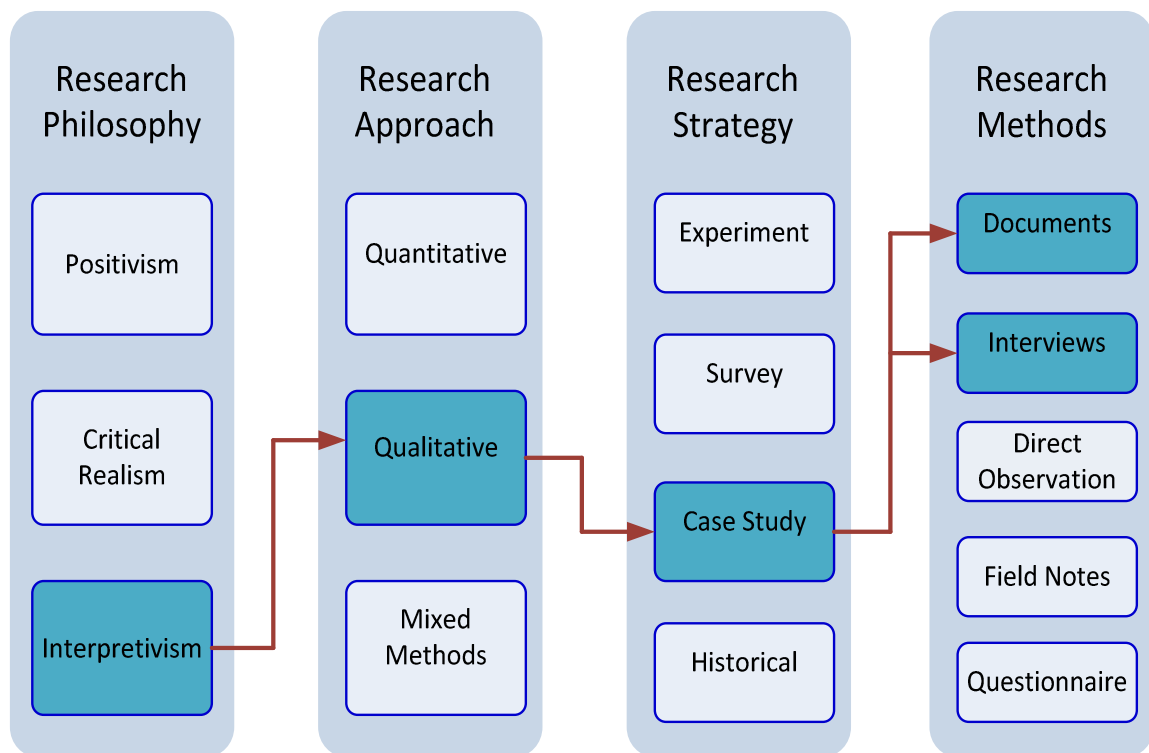 Research
Philosophy
Positivism
Critical
Realism
Interpretivism
Research
Approach
Quantitative
Qualitative
Mixed
Methods
Research
Strategy
Experiment
Survey
Case Study
Historical
Research
Methods
Documents
Interviews
Direct
Observation
Field Notes
Questionnaire